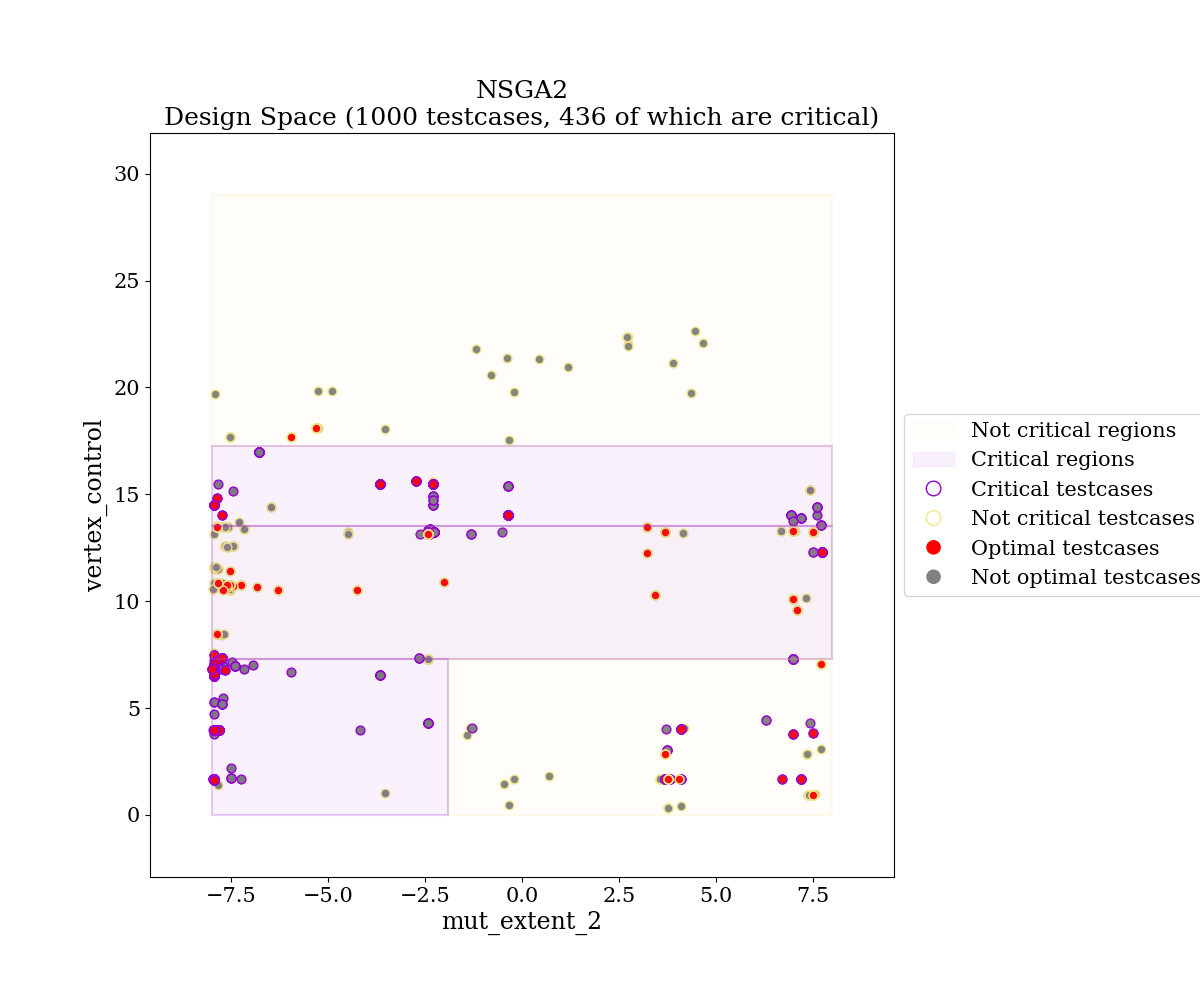 NSGA2
Design Space (1000 testcases, 436 of which are critical)
30
25
20
15
10
5
0
vertex_control
−7.5
−5.0
−2.5
0.0
2.5
5.0
7.5
mut_extent_2
Not critical regions
Critical regions
Critical testcases
Not critical testcases
Optimal testcases
Not optimal testcases